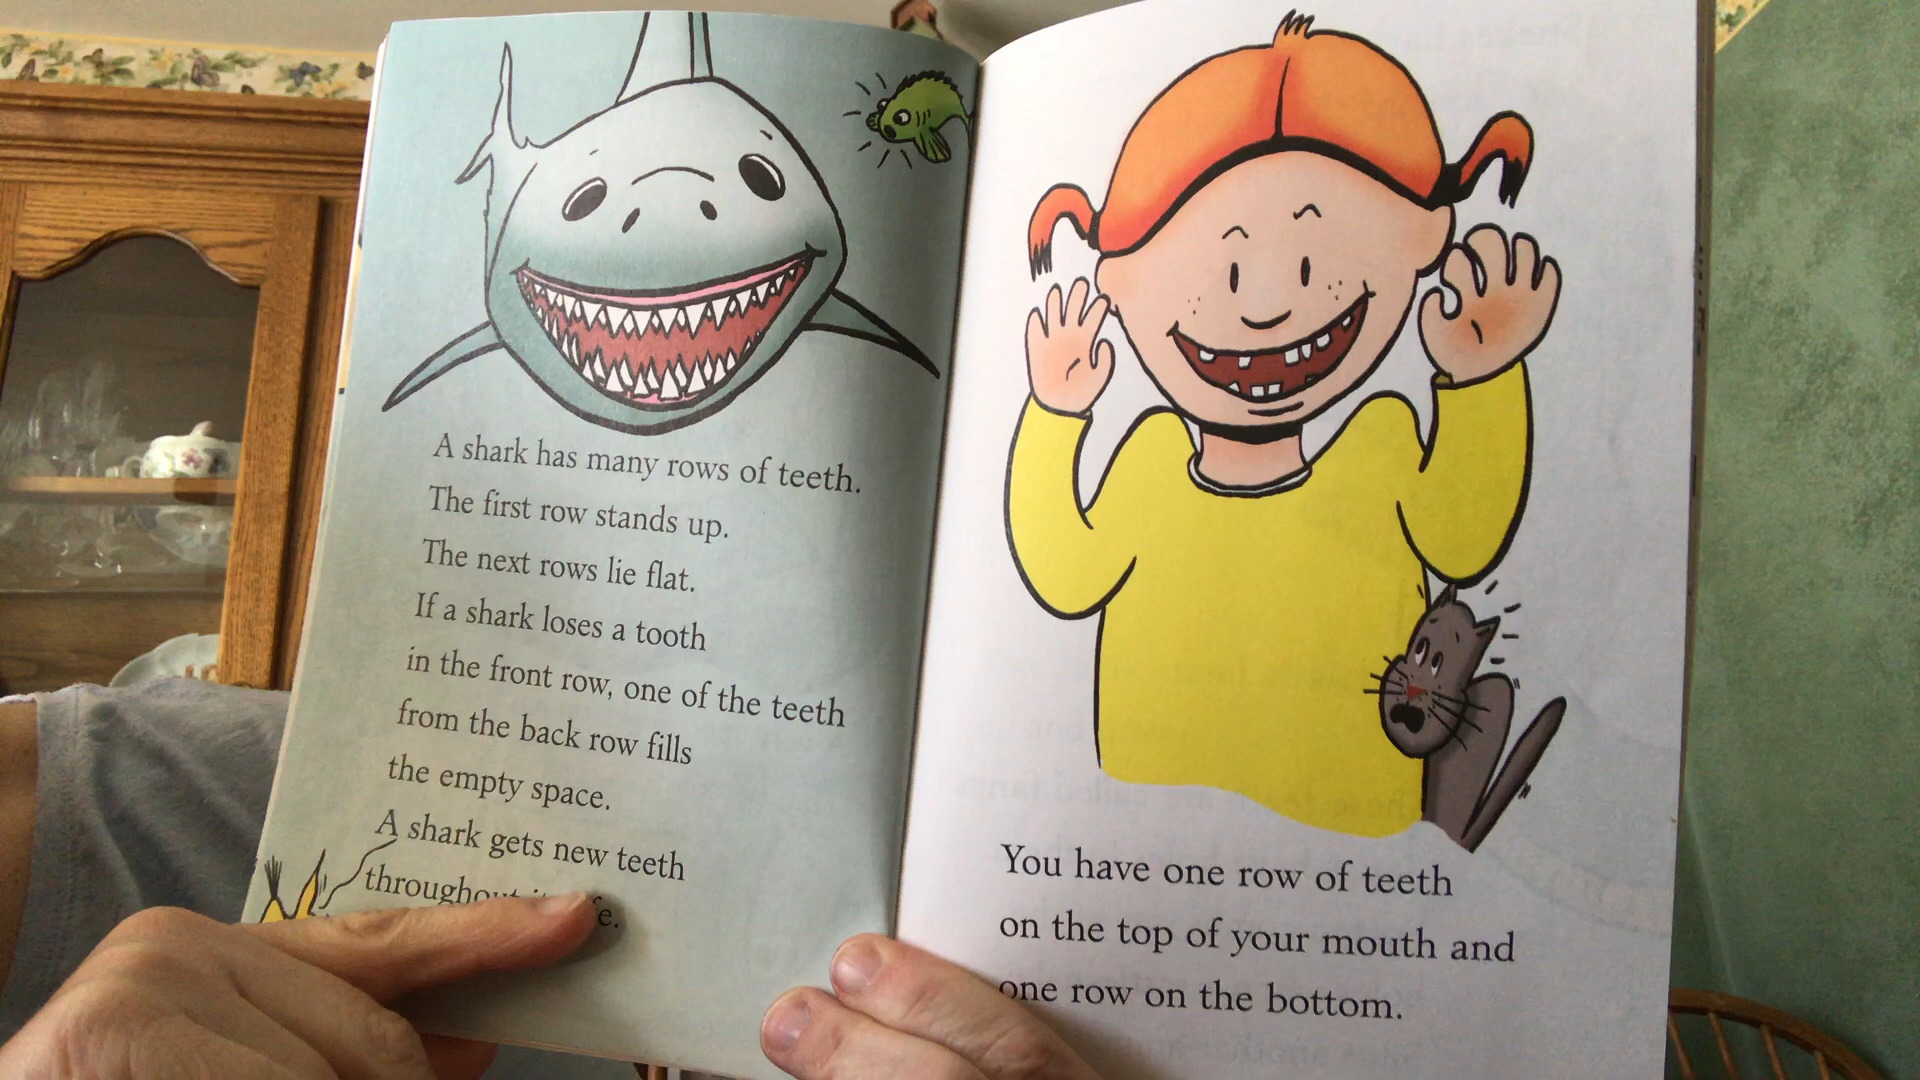 A shark has many rows of teeth.
The first row stands up.
The next rows lie flat.
If a shark loses a tooth
in the front row, one of the teeth
from the back row fills
the empty space.
A shark gets new teeth
throughout
You have one row of teeth
on the top of your mouth and
one row on the bottom.